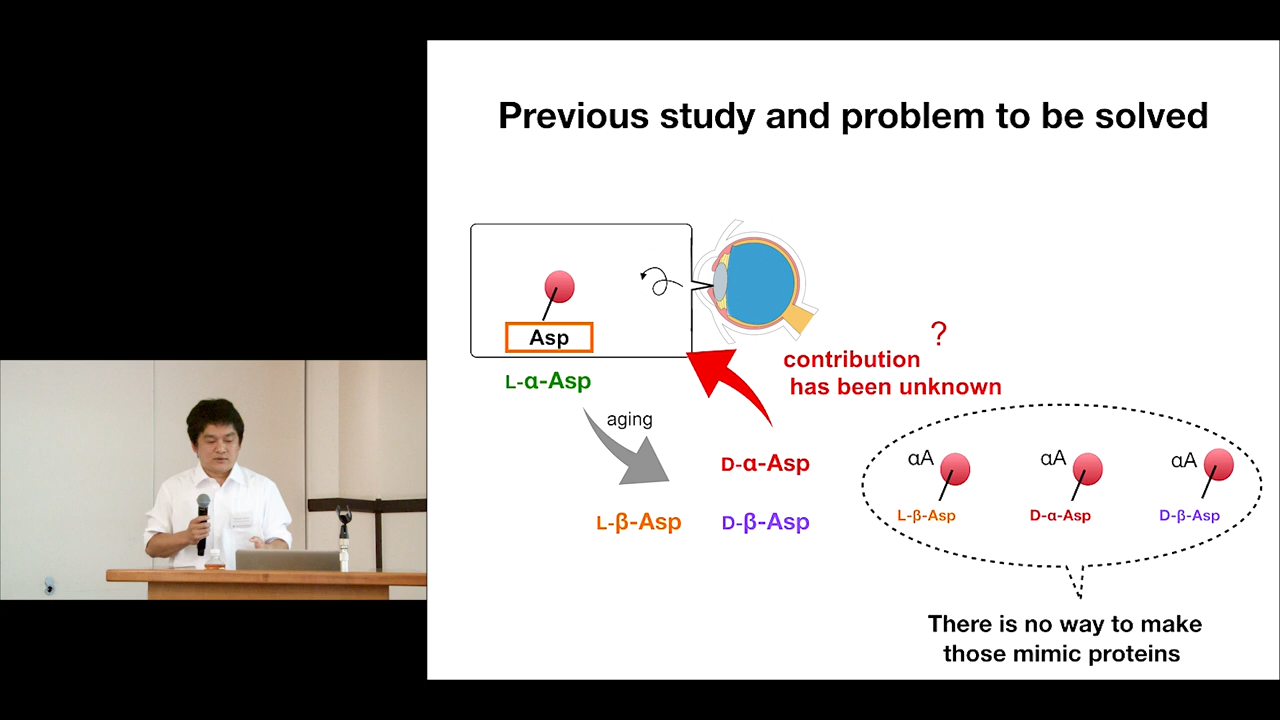 Previous study and problem to be solved
Asp
L-α-Asp
aging
?
contribution
has been unknown
D-α-Asp
L-β-Asp
D-β-Asp
αA
αA
αA
L-β-Asp
D-α-Asp
D-β-Asp
There is no way to make
those mimic proteins